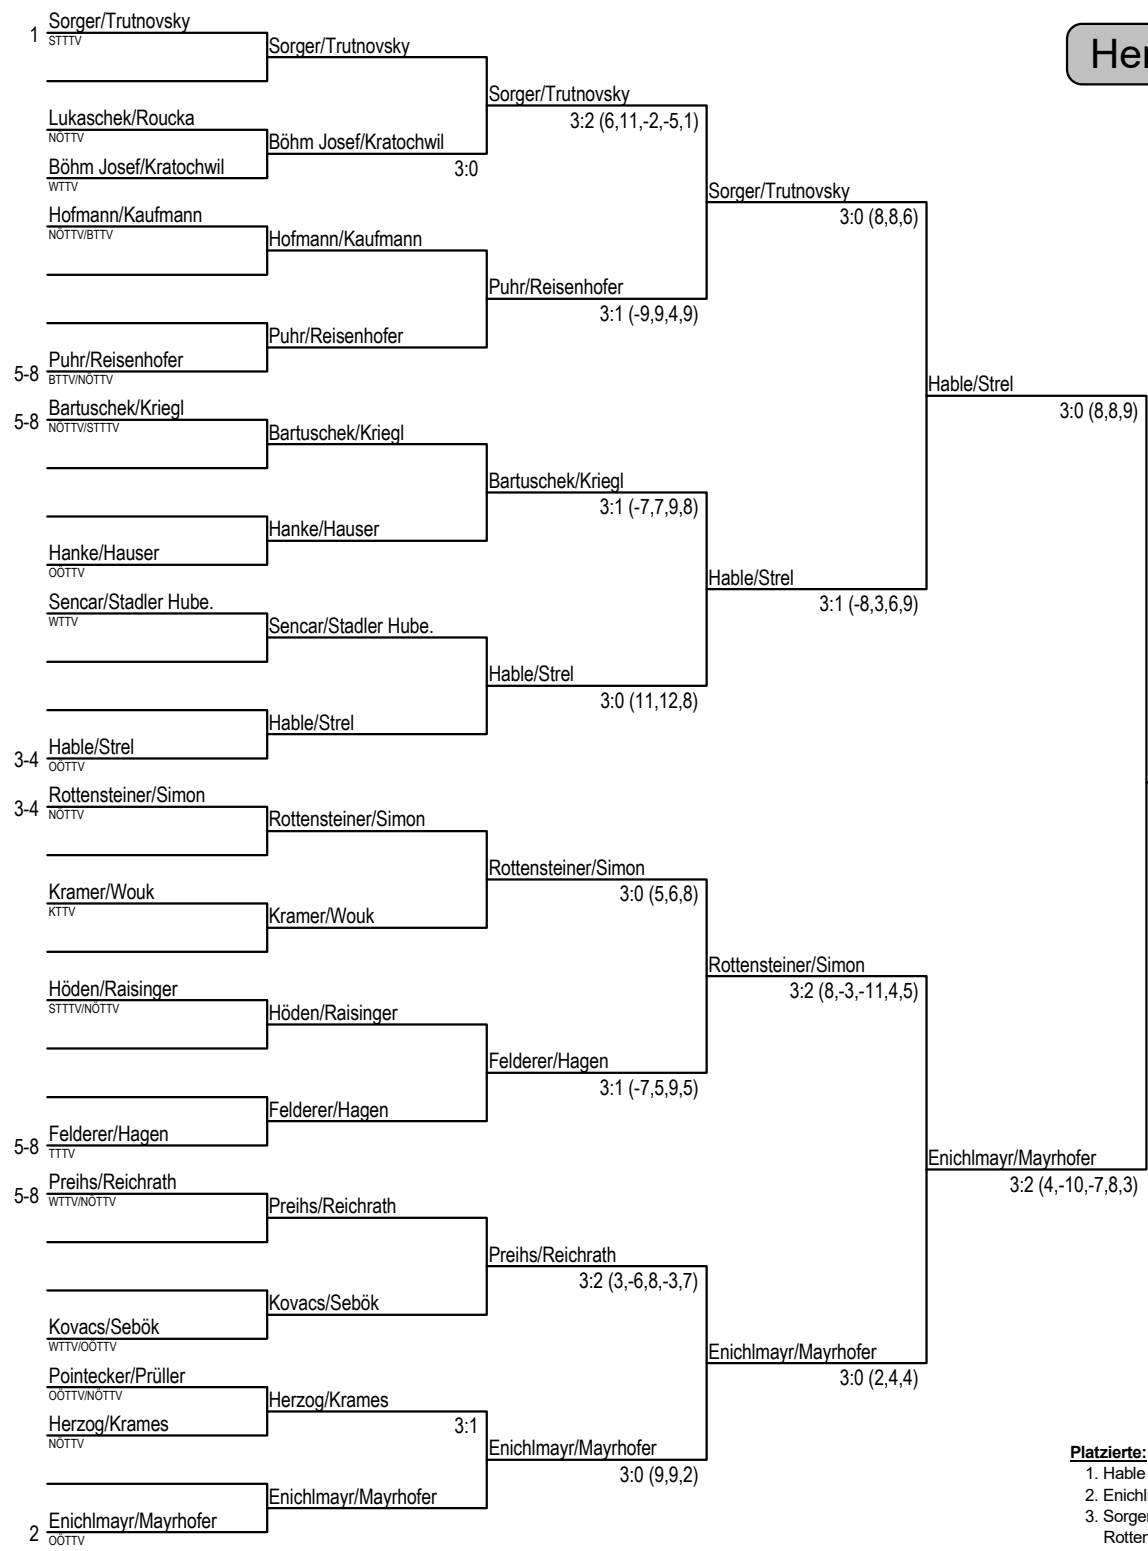 Her
1 Sorger/Trutnovsky
STTTV
Sorger/Trutnovsky
Sorger/Trutnovsky
3:2 (6,11,-2,-5,1)
Lukaschek/Roucka
NÖTTV
Böhm Josef/Kratochwil
3:0
Böhm Josef/Kratochwil
WTTV
Sorger/Trutnovsky
3:0 (8,8,6)
Hofmann/Kaufmann
NÖTTV/BTTV
Hofmann/Kaufmann
Puhr/Reisenhofer
3:1 (-9,9,4,9)
Puhr/Reisenhofer
5-8 Puhr/Reisenhofer
BTTV/NÖTTV
Hable/Strel
3:0 (8,8,9)
5-8 Bartuschek/Kriegl
NÖTTV/STTTV
Bartuschek/Kriegl
Bartuschek/Kriegl
3:1 (-7,7,9,8)
Hanke/Hauser
Hanke/Hauser
OÖTTV
Hable/Strel
3:1 (-8,3,6,9)
Sencar/Stadler Hube.
WTTV
Sencar/Stadler Hube.
Hable/Strel
3:0 (11,12,8)
Hable/Strel
3-4 Hable/Strel
OÖTTV
3-4 Rottensteiner/Simon
NÖTTV
Rottensteiner/Simon
Rottensteiner/Simon
3:0 (5,6,8)
Kramer/Wouk
KTTV
Kramer/Wouk
Rottensteiner/Simon
3:2 (8,-3,-11,4,5)
Höden/Raisinger
STTTV/NÖTTV
Höden/Raisinger
Felderer/Hagen
3:1 (-7,5,9,5)
Felderer/Hagen
5-8 Felderer/Hagen
TTTV
Enichlmayr/Mayrhofer
3:2 (4,-10,-7,8,3)
5-8 Preihs/Reichrath
WTTV/NÖTTV
Preihs/Reichrath
Preihs/Reichrath
3:2 (3,-6,8,-3,7)
Kovacs/Sebök
Kovacs/Sebök
WTTV/OÖTTV
Enichlmayr/Mayrhofer
3:0 (2,4,4)
Pointecker/Prüller
OÖTTV/NÖTTV
Herzog/Krames
3:1
Herzog/Krames
NÖTTV
Enichlmayr/Mayrhofer
3:0 (9,9,2)
Enichlmayr/Mayrhofer
2 Enichlmayr/Mayrhofer
OÖTTV
Platzierte:
1. Hable
2. Enichl
3. Sorger
Rotten